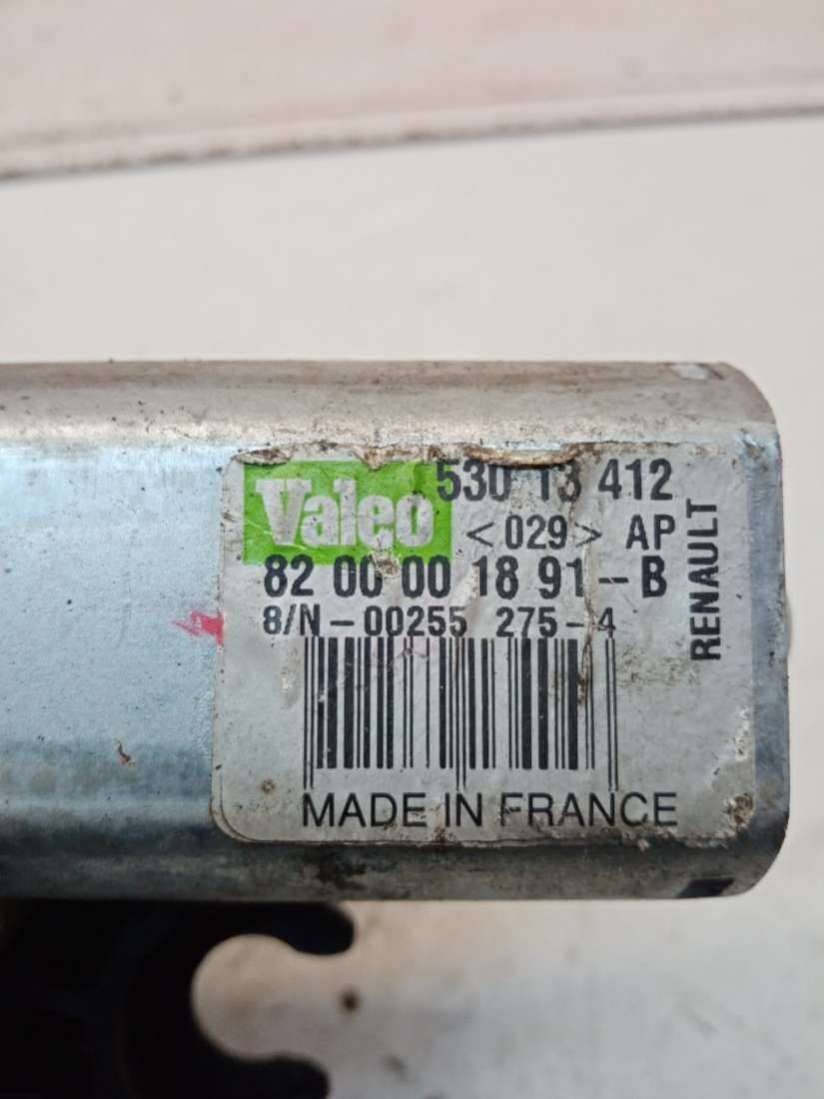 Valeo 530 13 412
<029> AP
82 00 00 18 91-B
8/N-00255 275-4
RENAULT
MADE IN FRANCE